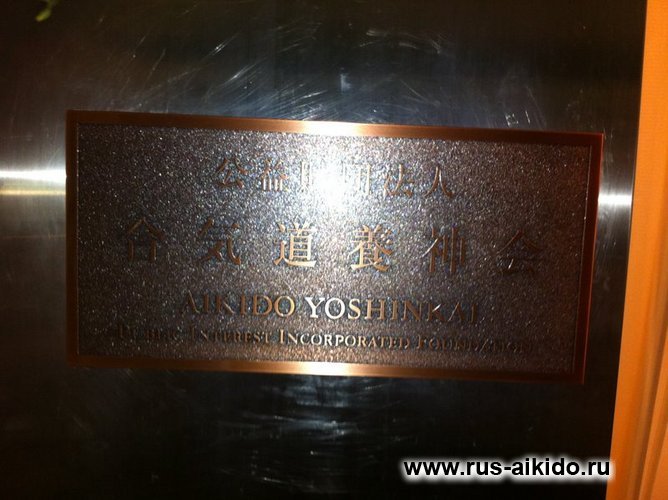 公益財団法人
合気道養神会
AIKIDO YOSHINKAI
PUBLIC INTEREST INCORPORATED FOUNDATION
www.rus-aikido.ru